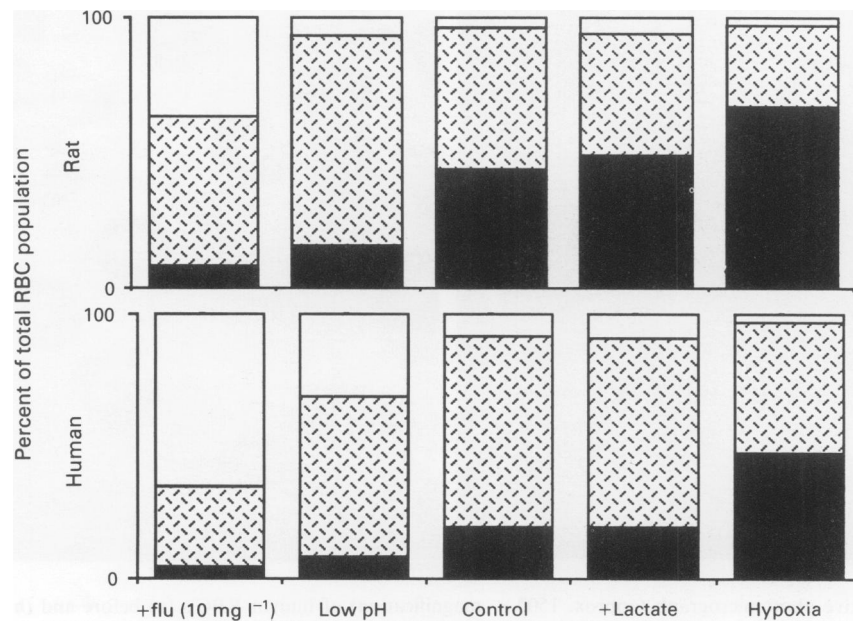 Percent of total RBC population
Rat
100
0
Human
100
0
+flu (10 mg l⁻¹) Low pH Control +Lactate Hypoxia